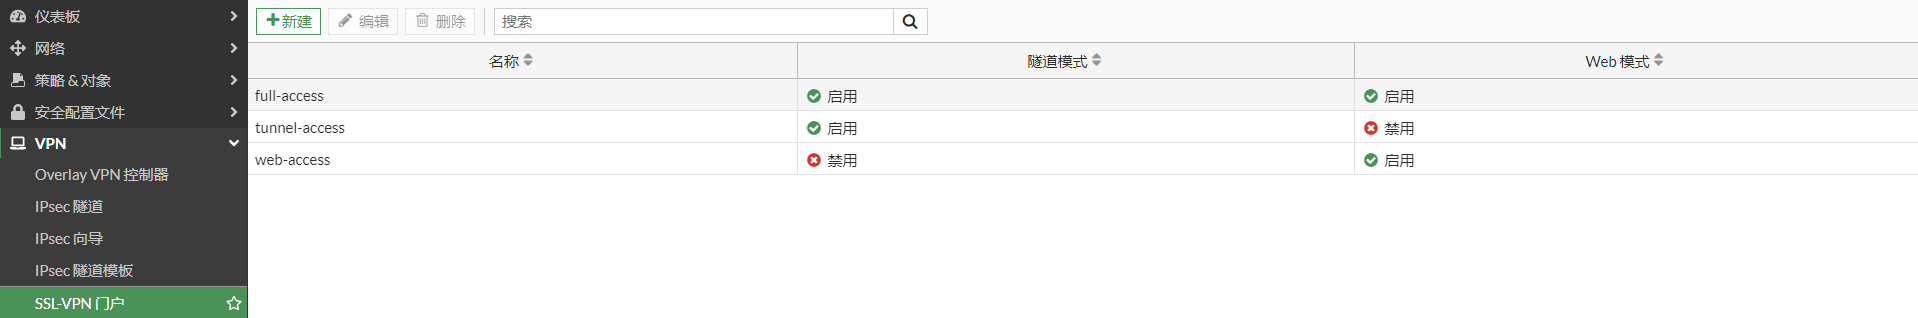 仪表板
网络
策略 & 对象
安全配置文件
VPN
Overlay VPN 控制器
IPsec 隧道
IPsec 向导
IPsec 隧道模板
SSL-VPN 门户
新建 编辑 删除 搜索
名称 隧道模式 Web 模式
full-access 启用 启用
tunnel-access 启用 禁用
web-access 禁用 启用